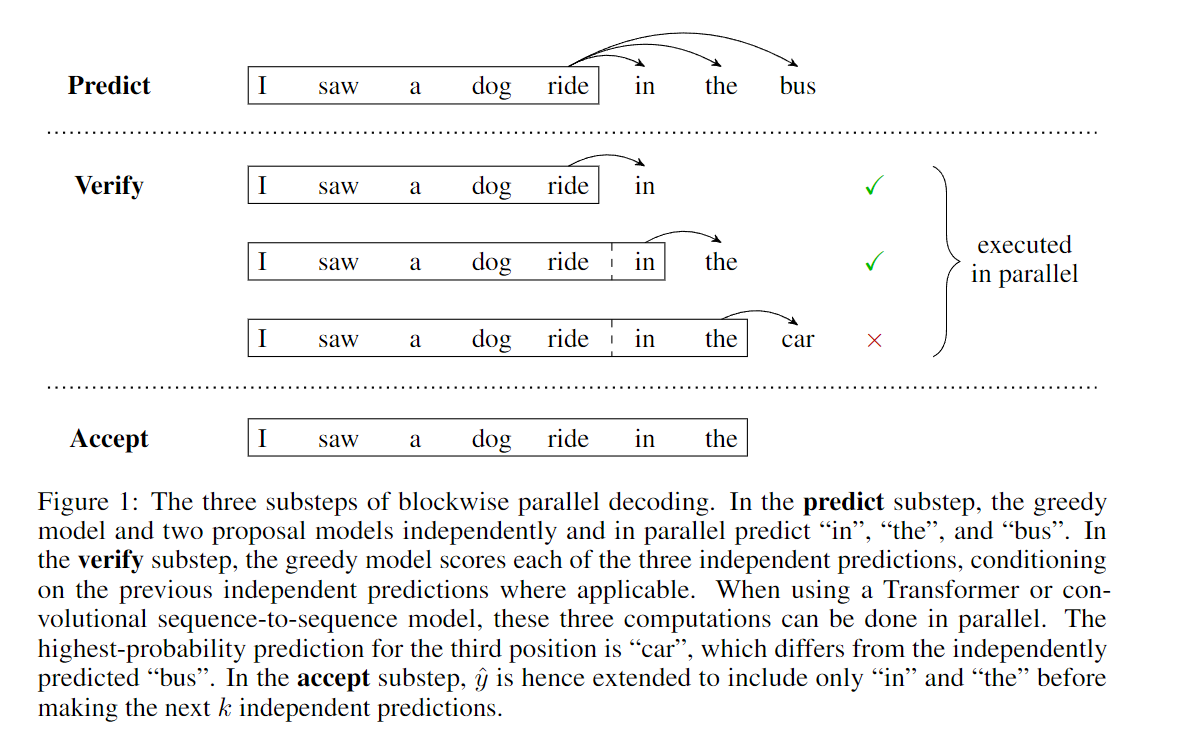 Predict I saw a dog ride in the bus
Verify I saw a dog ride in ✓
I saw a dog ride in the ✓
executed
in parallel
I saw a dog ride in the car ×
Accept I saw a dog ride in the
Figure 1: The three substeps of blockwise parallel decoding. In the predict substep, the greedy
model and two proposal models independently and in parallel predict “in”, “the”, and “bus”. In
the verify substep, the greedy model scores each of the three independent predictions, conditioning
on the previous independent predictions where applicable. When using a Transformer or con-
volutional sequence-to-sequence model, these three computations can be done in parallel. The
highest-probability prediction for the third position is “car”, which differs from the independently
predicted “bus”. In the accept substep, ŷ is hence extended to include only “in” and “the” before
making the next k independent predictions.